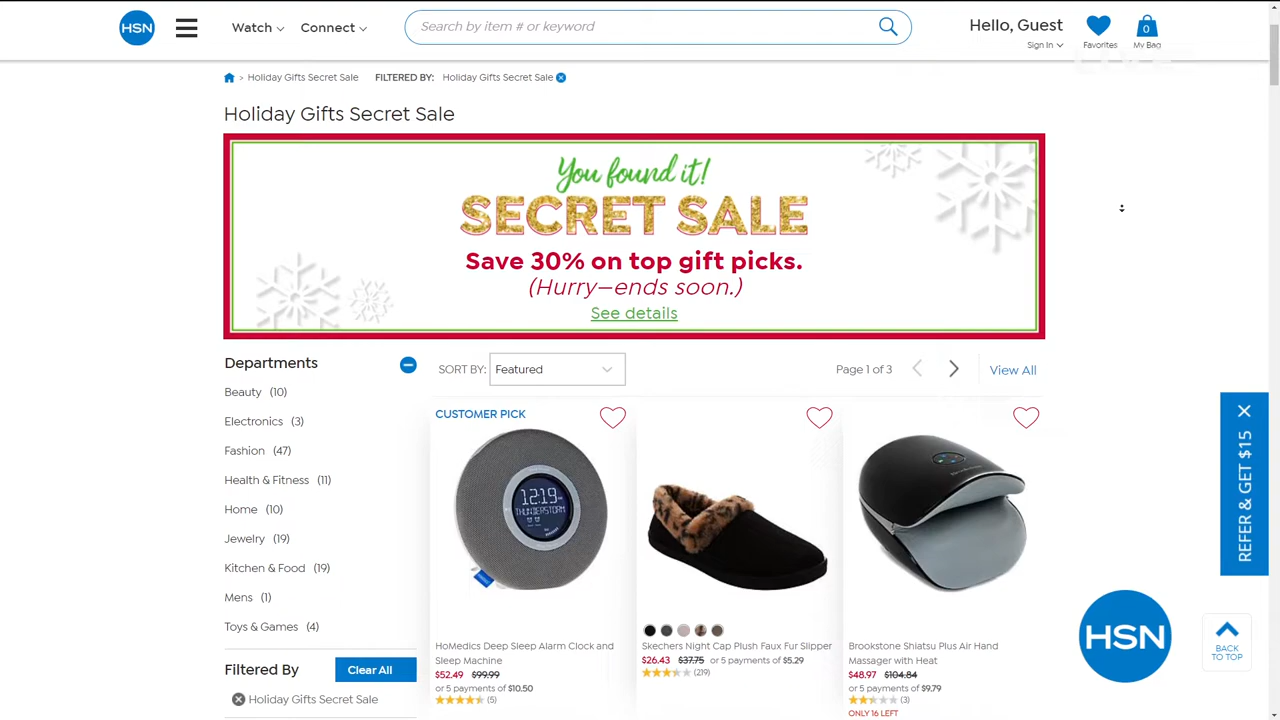 HSN
Watch
Connect
Search by item # or keyword
Hello, Guest
Sign In
Favorites
0
My Bag
> Holiday Gifts Secret Sale
FILTERED BY:
Holiday Gifts Secret Sale
Holiday Gifts Secret Sale
You found it!
SECRET SALE
Save 30% on top gift picks.
(Hurry—ends soon.)
See details
Departments
Beauty (10)
Electronics (3)
Fashion (47)
Health & Fitness (11)
Home (10)
Jewelry (19)
Kitchen & Food (19)
Mens (1)
Toys & Games (4)
Filtered By
Clear All
Holiday Gifts Secret Sale
SORT BY:
Featured
Page 1 of 3
View All
CUSTOMER PICK
12:19
THUNDERSTORM
HoMedics Deep Sleep Alarm Clock and
Sleep Machine
$52.49 $99.99
or 5 payments of $10.50
(5)
Skechers Night Cap Plush Faux Fur Slipper
$26.43 $37.75 or 5 payments of $5.29
(219)
Brookstone Shiatsu Plus Air Hand
Massager with Heat
$48.97 $104.84
or 5 payments of $9.79
(3)
ONLY 16 LEFT
REFER & GET $15
HSN
BACK
TO TOP